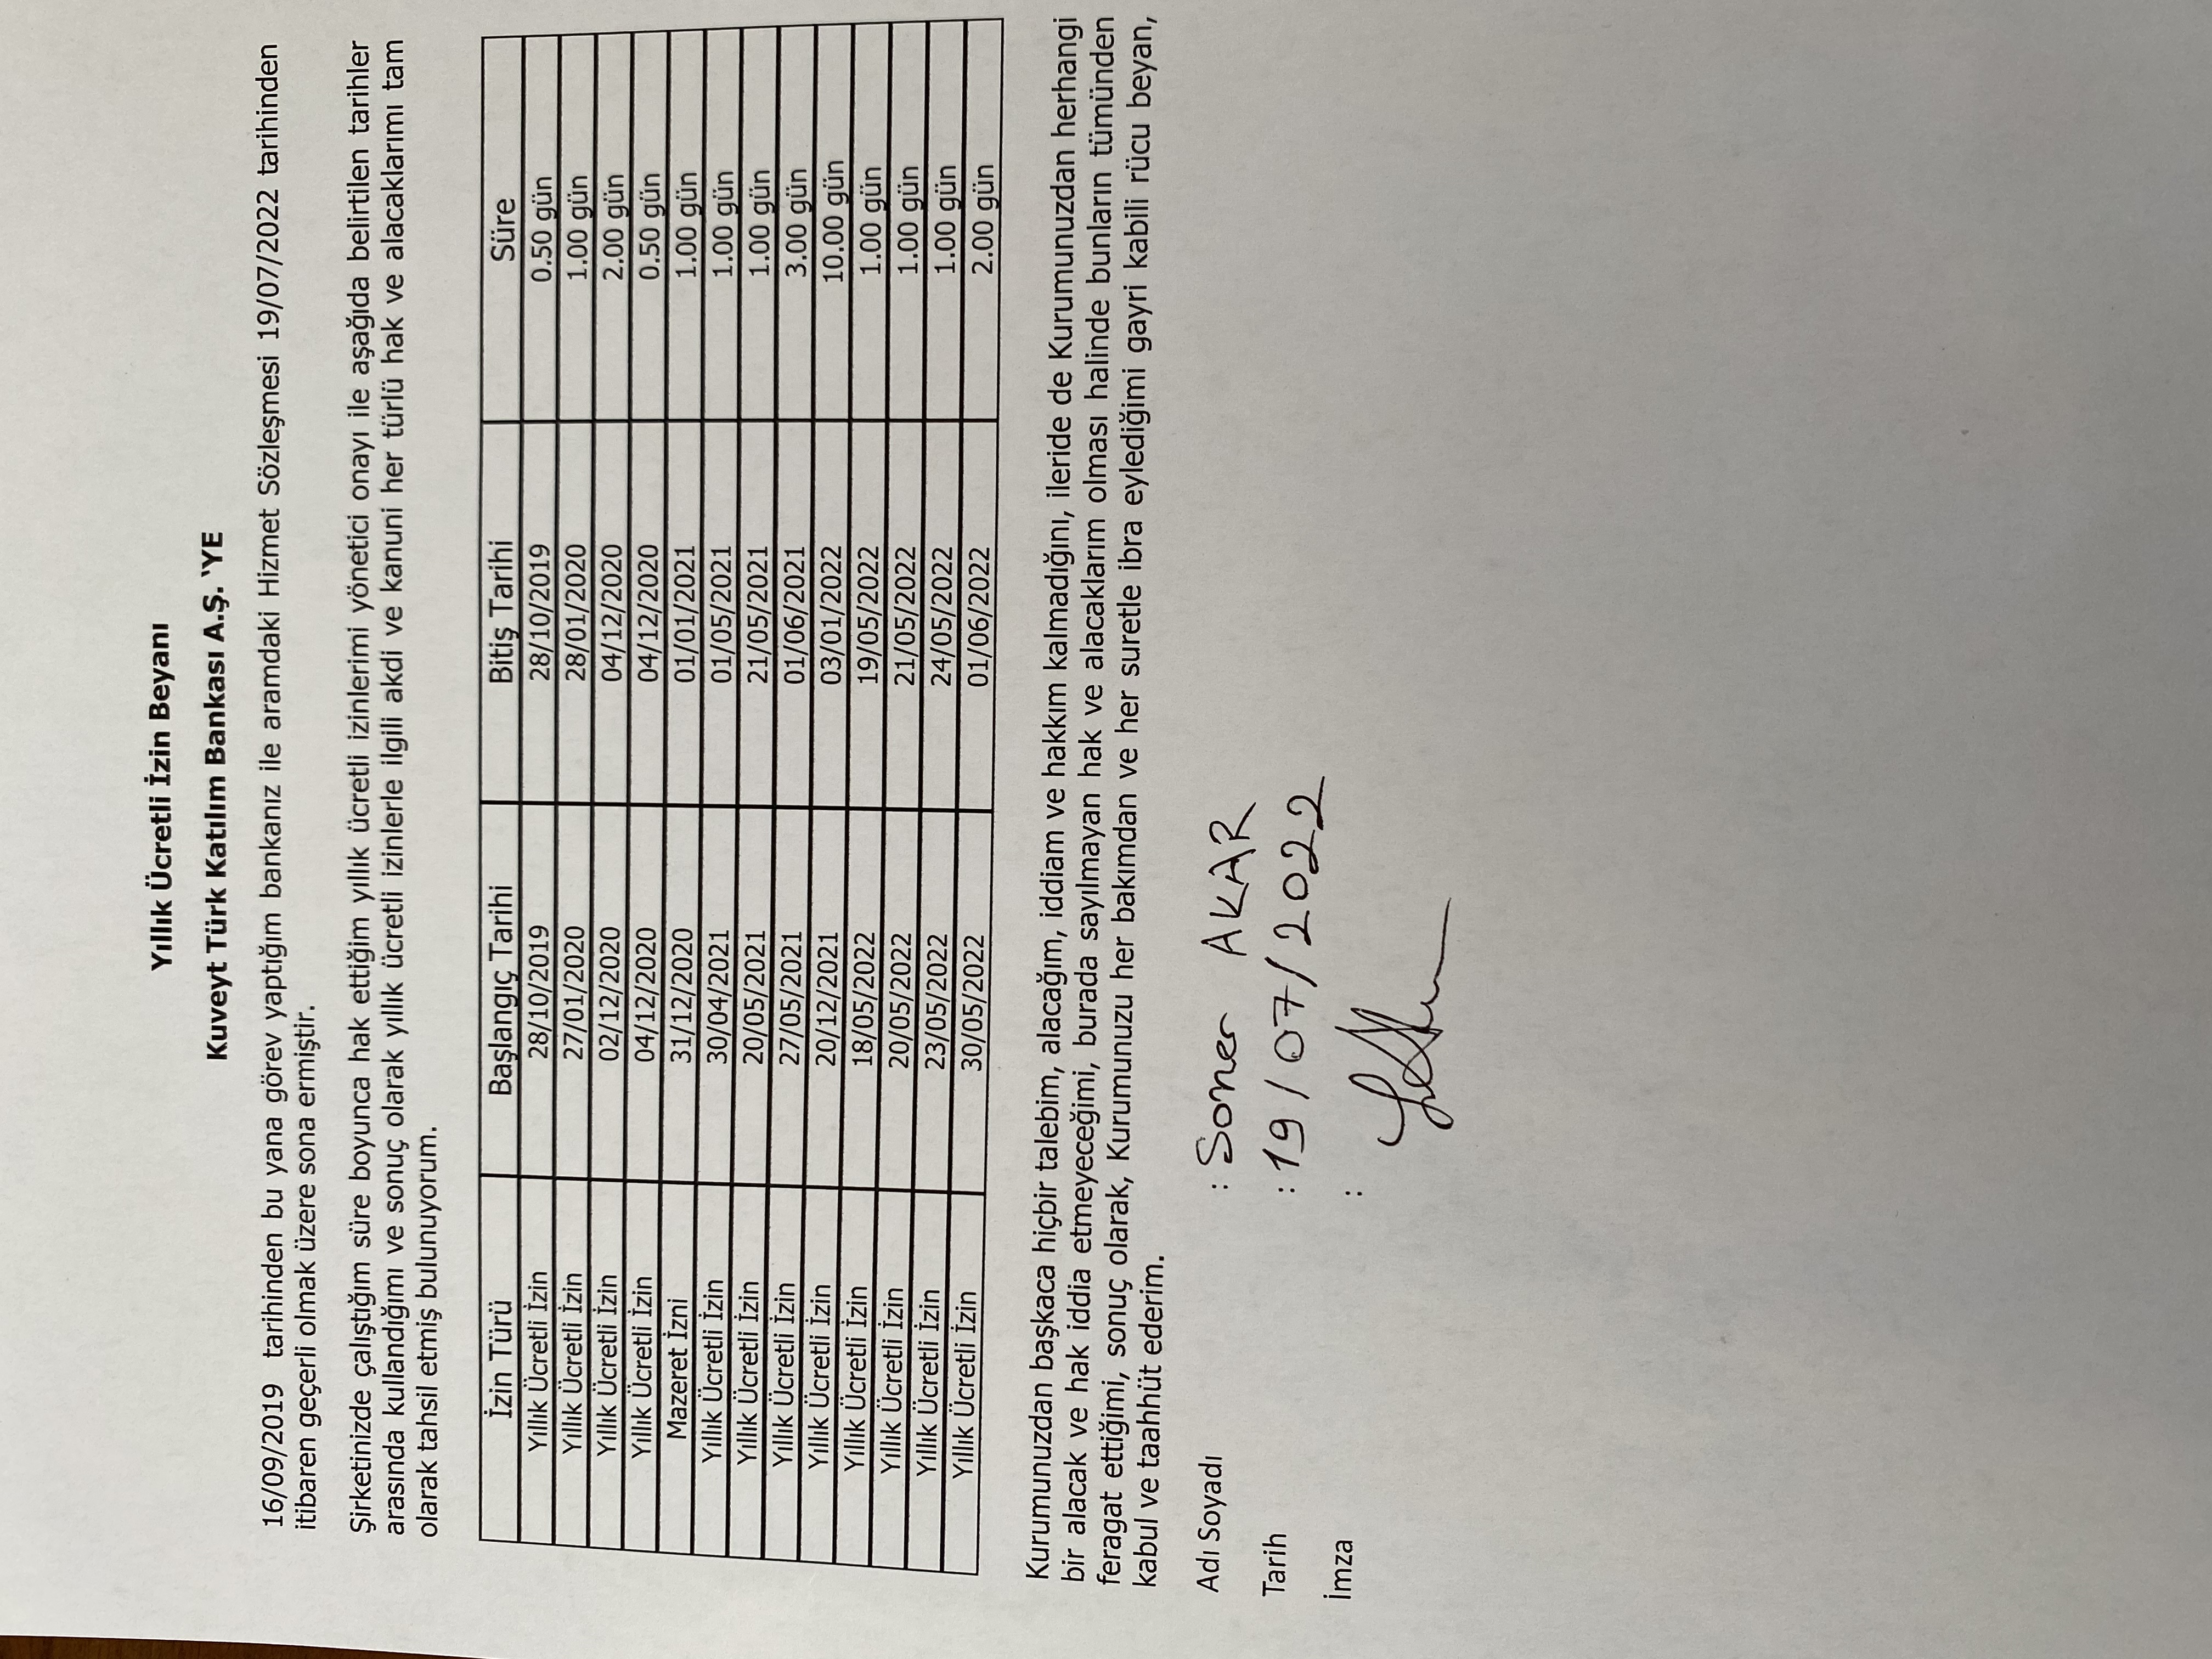 Yıllık Ücretli İzin Beyanı
Kuveyt Türk Katılım Bankası A.Ş. 'YE
16/09/2019 tarihinden bu yana görev yaptığım bankanız ile aramdaki Hizmet Sözleşmesi 19/07/2022 tarihinden
itibaren geçerli olmak üzere sona ermiştir.
Şirketinizde çalıştığım süre boyunca hak ettiğim yıllık ücretli izinlerimi yönetici onayı ile aşağıda belirtilen tarihler
arasında kullandığımı ve sonuç olarak yıllık ücretli izinlerle ilgili akdi ve kanuni her türlü hak ve alacaklarımı tam
olarak tahsil etmiş bulunuyorum.
İzin Türü Başlangıç Tarihi Bitiş Tarihi Süre
Yıllık Ücretli İzin 28/10/2019 28/10/2019 0.50 gün
Yıllık Ücretli İzin 27/01/2020 28/01/2020 1.00 gün
Yıllık Ücretli İzin 02/12/2020 04/12/2020 2.00 gün
Yıllık Ücretli İzin 04/12/2020 04/12/2020 0.50 gün
Mazeret İzni 31/12/2020 01/01/2021 1.00 gün
Yıllık Ücretli İzin 30/04/2021 01/05/2021 1.00 gün
Yıllık Ücretli İzin 20/05/2021 21/05/2021 1.00 gün
Yıllık Ücretli İzin 27/05/2021 01/06/2021 3.00 gün
Yıllık Ücretli İzin 20/12/2021 03/01/2022 10.00 gün
Yıllık Ücretli İzin 18/05/2022 19/05/2022 1.00 gün
Yıllık Ücretli İzin 20/05/2022 21/05/2022 1.00 gün
Yıllık Ücretli İzin 23/05/2022 24/05/2022 1.00 gün
Yıllık Ücretli İzin 30/05/2022 01/06/2022 2.00 gün
Kurumunuzdan başkaca hiçbir talebim, alacağım, iddiam ve hakkım kalmadığını, ileride de Kurumunuzdan herhangi
bir alacak ve hak iddia etmeyeceğimi, burada sayılmayan hak ve alacaklarım olması halinde bunların tümünden
feragat ettiğimi, sonuç olarak, Kurumunuzu her bakımdan ve her suretle ibra eylediğimi gayri kabili rücu beyan,
kabul ve taahhüt ederim.
Adı Soyadı : Soner AKAR
Tarih : 19/07/2022
İmza :